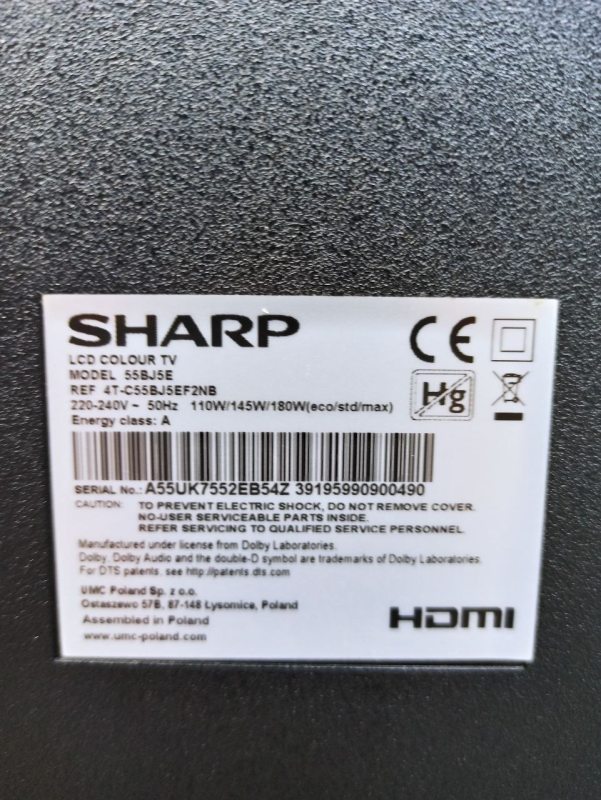 SHARP
LCD COLOUR TV
MODEL 55BJ5E
REF 4T-C55BJ5EF2NB
220-240V ~ 50Hz 110W/145W/180W(eco/std/max)
Energy class: A
CE
Hg
SERIAL No.: A55UK7552EB54Z 39195990900490
CAUTION: TO PREVENT ELECTRIC SHOCK, DO NOT REMOVE COVER.
NO-USER SERVICEABLE PARTS INSIDE.
REFER SERVICING TO QUALIFIED SERVICE PERSONNEL.
Manufactured under license from Dolby Laboratories.
Dolby, Dolby Audio and the double-D symbol are trademarks of Dolby Laboratories.
For DTS patents, see http://patents.dts.com
UMC Poland Sp. z o.o.
Ostaszewo 57B, 87-148 Lysomice, Poland
Assembled in Poland
www.umc-poland.com
HDMI